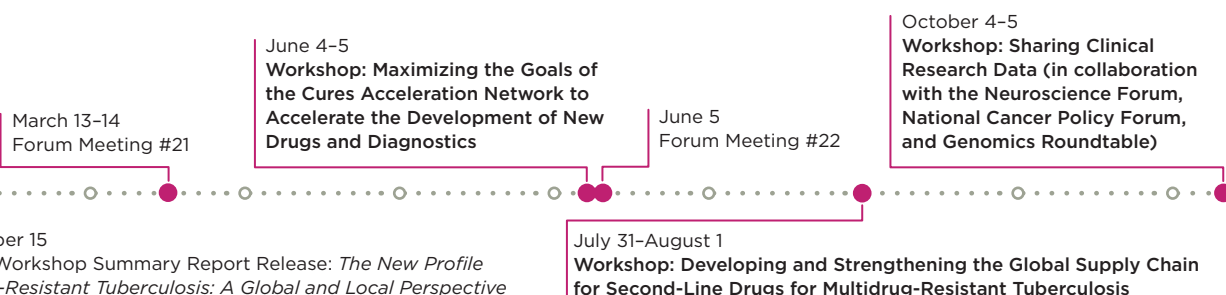 March 13–14
Forum Meeting #21
June 4–5
Workshop: Maximizing the Goals of
the Cures Acceleration Network to
Accelerate the Development of New
Drugs and Diagnostics
June 5
Forum Meeting #22
October 4–5
Workshop: Sharing Clinical
Research Data (in collaboration
with the Neuroscience Forum,
National Cancer Policy Forum,
and Genomics Roundtable)
ber 15
Workshop Summary Report Release: The New Profile
-Resistant Tuberculosis: A Global and Local Perspective
July 31–August 1
Workshop: Developing and Strengthening the Global Supply Chain
for Second-Line Drugs for Multidrug-Resistant Tuberculosis